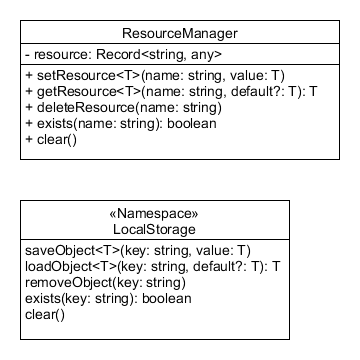 ResourceManager
- resource: Record<string, any>
+ setResource<T>(name: string, value: T)
+ getResource<T>(name: string, default?: T): T
+ deleteResource(name: string)
+ exists(name: string): boolean
+ clear()
«Namespace»
LocalStorage
saveObject<T>(key: string, value: T)
loadObject<T>(key: string, default?: T): T
removeObject(key: string)
exists(key: string): boolean
clear()